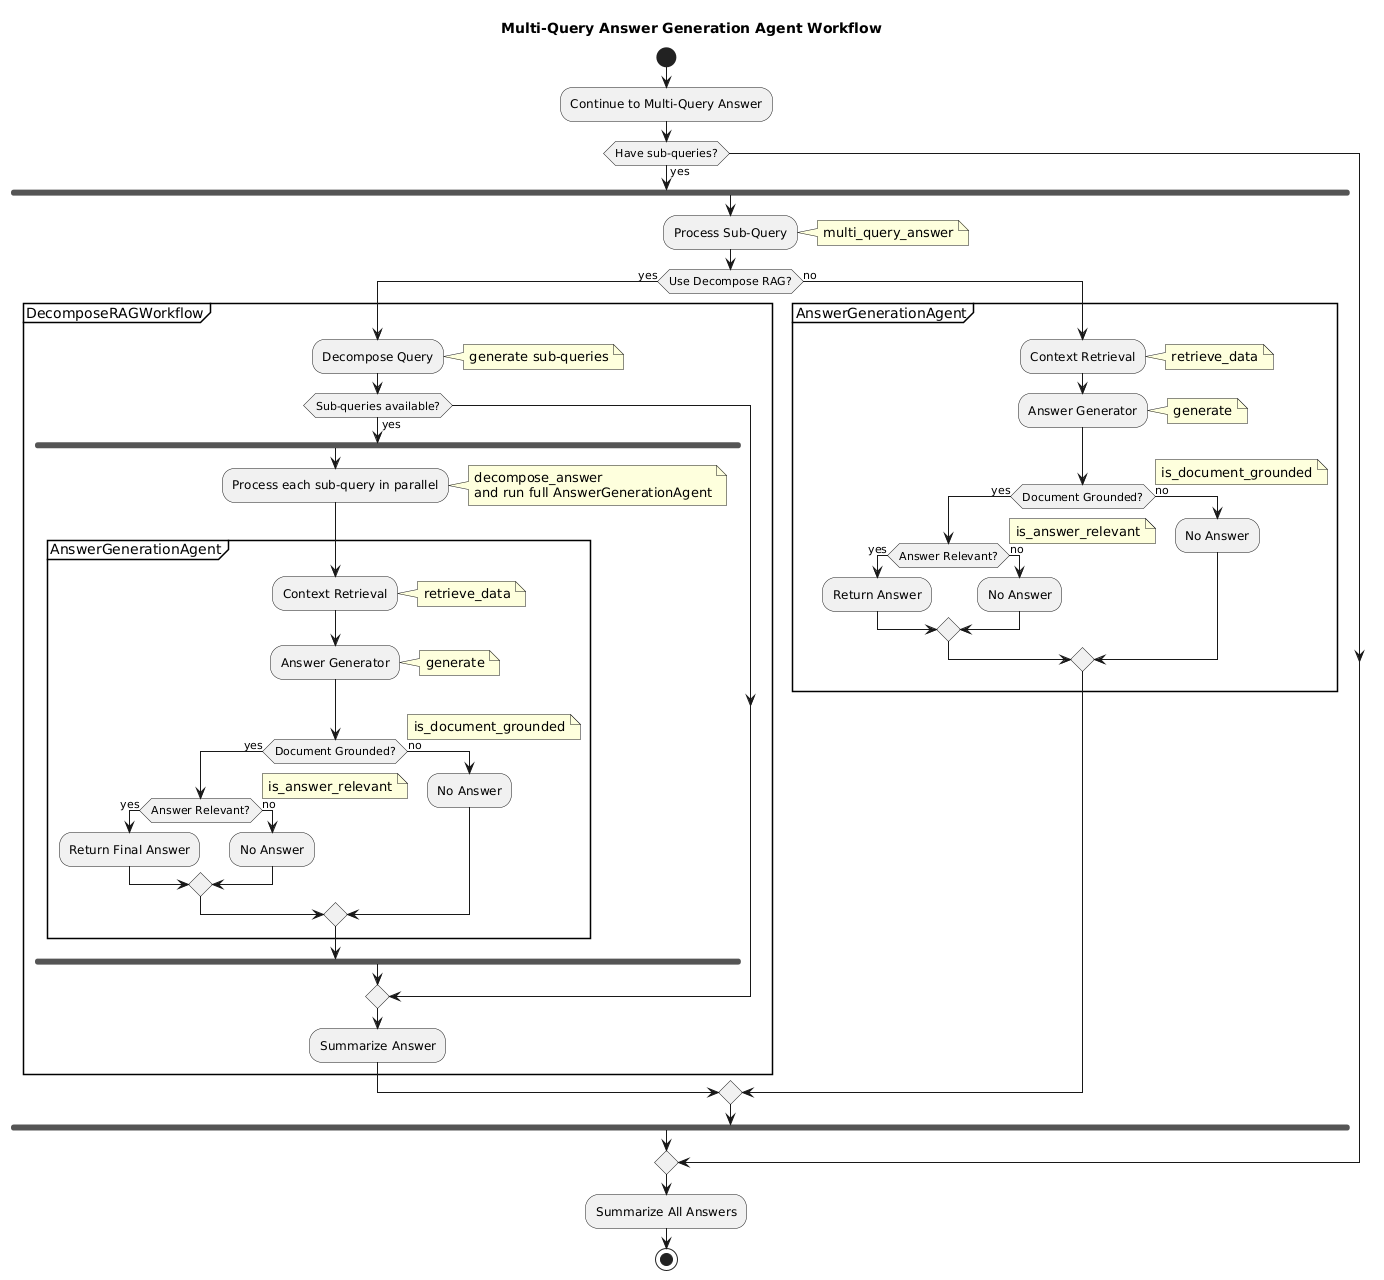 Multi-Query Answer Generation Agent Workflow
Continue to Multi-Query Answer
Have sub-queries?
yes
Process Sub-Query
multi_query_answer
yes
Use Decompose RAG?
no
DecomposeRAGWorkflow
Decompose Query
generate sub-queries
Sub-queries available?
yes
Process each sub-query in parallel
decompose_answer
and run full AnswerGenerationAgent
AnswerGenerationAgent
Context Retrieval
retrieve_data
Answer Generator
generate
is_document_grounded
yes
Document Grounded?
no
is_answer_relevant
No Answer
yes
Answer Relevant?
no
Return Final Answer
No Answer
Summarize Answer
AnswerGenerationAgent
Context Retrieval
retrieve_data
Answer Generator
generate
is_document_grounded
yes
Document Grounded?
no
is_answer_relevant
No Answer
yes
Answer Relevant?
no
Return Answer
No Answer
Summarize All Answers